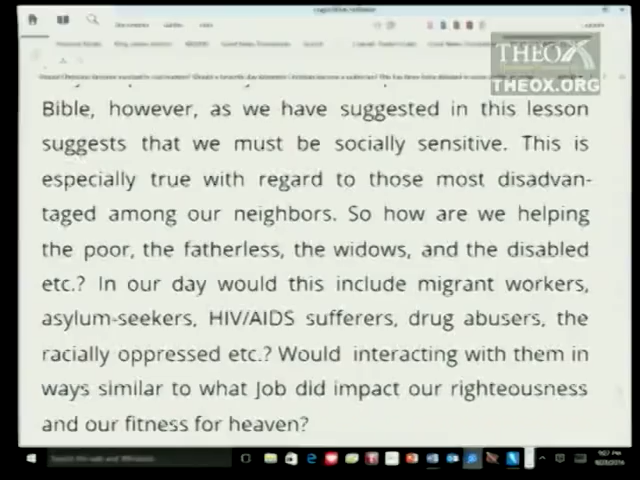 THEOX
THEOX.ORG
Bible, however, as we have suggested in this lesson
suggests that we must be socially sensitive. This is
especially true with regard to those most disadvan-
taged among our neighbors. So how are we helping
the poor, the fatherless, the widows, and the disabled
etc.? In our day would this include migrant workers,
asylum-seekers, HIV/AIDS sufferers, drug abusers, the
racially oppressed etc.? Would interacting with them in
ways similar to what Job did impact our righteousness
and our fitness for heaven?